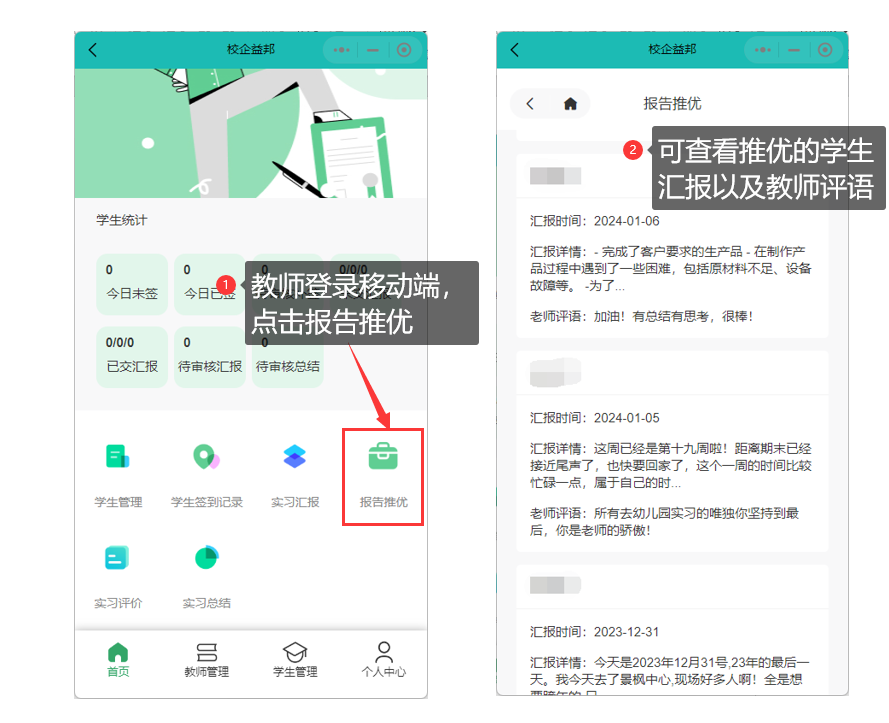 校企益邦
学生统计
0
今日未签
0
今日已签
0
0/0/0
1
教师登录移动端，
点击报告推优
0/0/0
已交汇报
0
待审核汇报
0
待审核总结
学生管理
学生签到记录
实习汇报
报告推优
实习评价
实习总结
首页
教师管理
学生管理
个人中心
校企益邦
报告推优
2
可查看推优的学生
汇报以及教师评语
汇报时间：2024-01-06
汇报详情：- 完成了客户要求的生产品 - 在制作产
品过程中遇到了一些困难，包括原材料不足、设备
故障等。 -为了...
老师评语：加油！有总结有思考，很棒！
汇报时间：2024-01-05
汇报详情：这周已经是第十九周啦！距离期末已经
接近尾声了，也快要回家了，这个一周的时间比较
忙碌一点，属于自己的时...
老师评语：所有去幼儿园实习的唯独你坚持到最
后，你是老师的骄傲！
汇报时间：2023-12-31
汇报详情：今天是2023年12月31号,23年的最后一
天。我今天去了景枫中心,现场好多人啊！全是想